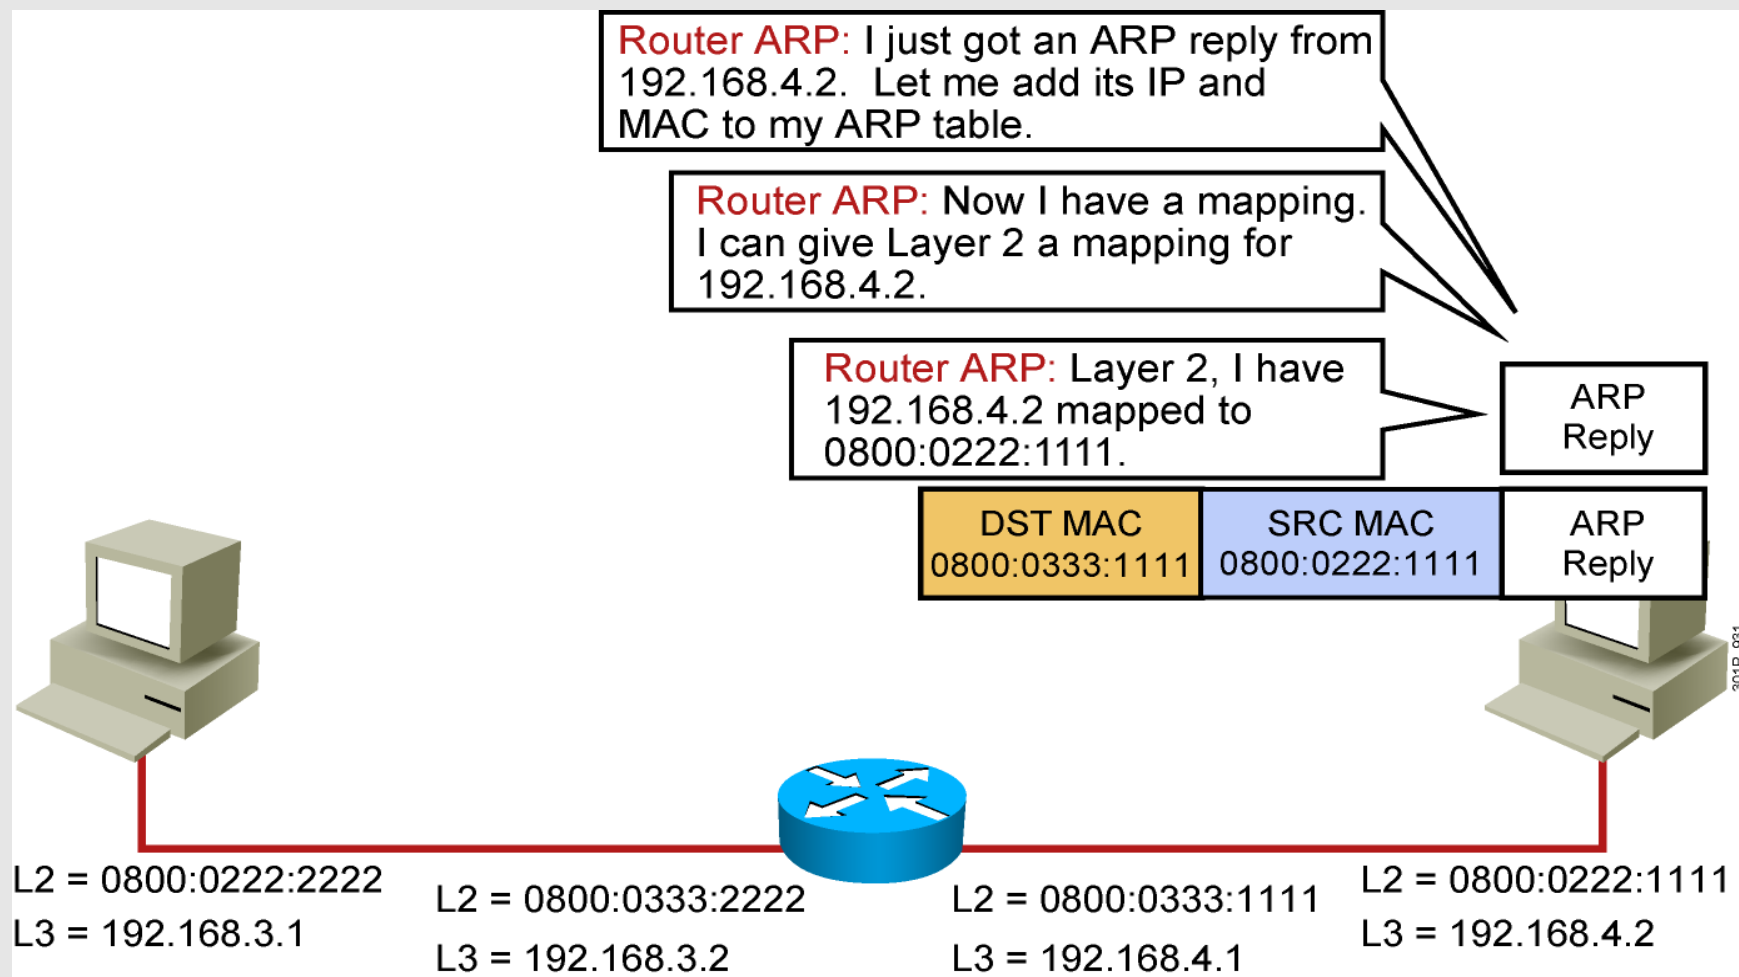 Router ARP: I just got an ARP reply from
192.168.4.2.  Let me add its IP and
MAC to my ARP table.
Router ARP: Now I have a mapping.
I can give Layer 2 a mapping for
192.168.4.2.
Router ARP: Layer 2, I have
192.168.4.2 mapped to
0800:0222:1111.
ARP
Reply
DST MAC
0800:0333:1111
SRC MAC
0800:0222:1111
ARP
Reply
L2 = 0800:0222:2222
L3 = 192.168.3.1
L2 = 0800:0333:2222
L3 = 192.168.3.2
L2 = 0800:0333:1111
L3 = 192.168.4.1
L2 = 0800:0222:1111
L3 = 192.168.4.2